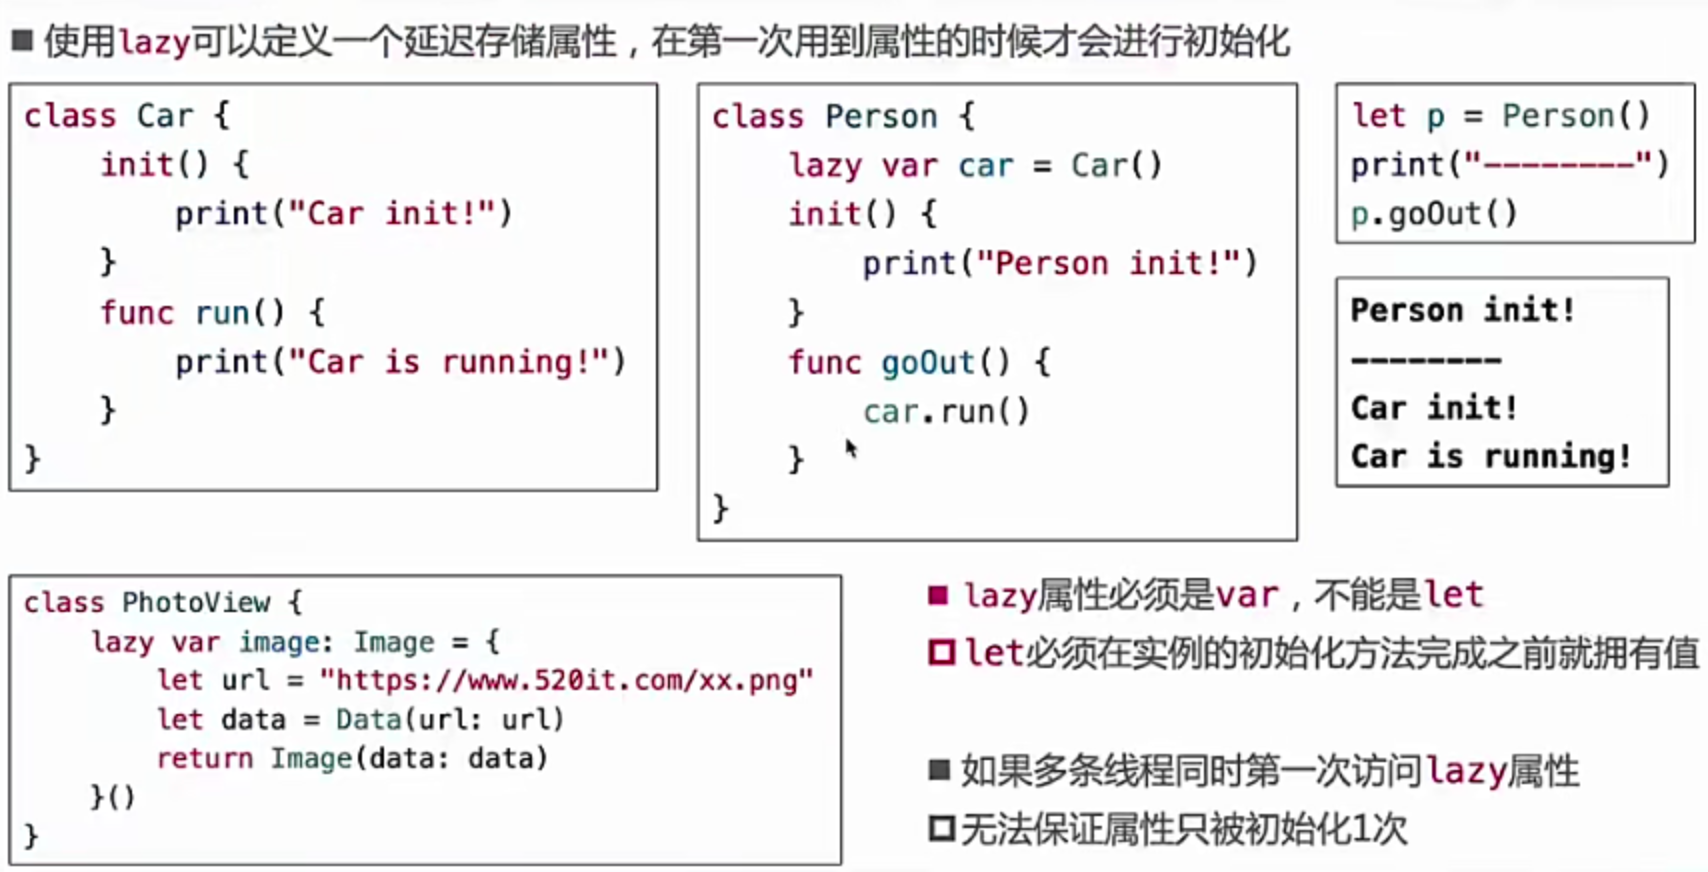 使用lazy可以定义一个延迟存储属性，在第一次用到属性的时候才会进行初始化
class Car {
    init() {
        print("Car init!")
    }
    func run() {
        print("Car is running!")
    }
}
class Person {
    lazy var car = Car()
    init() {
        print("Person init!")
    }
    func goOut() {
        car.run()
    }
}
let p = Person()
print("--------")
p.goOut()
Person init!
--------
Car init!
Car is running!
class PhotoView {
    lazy var image: Image = {
        let url = "https://www.520it.com/xx.png"
        let data = Data(url: url)
        return Image(data: data)
    }()
}
lazy属性必须是var，不能是let
let必须在实例的初始化方法完成之前就拥有值
如果多条线程同时第一次访问lazy属性
无法保证属性只被初始化1次